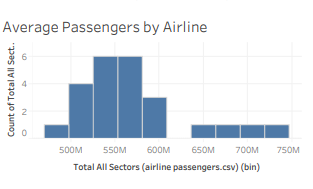 Average Passengers by Airline
Count of Total All Sect.
6
4
2
0
500M 550M 600M 650M 700M 750M
Total All Sectors (airline passengers.csv) (bin)